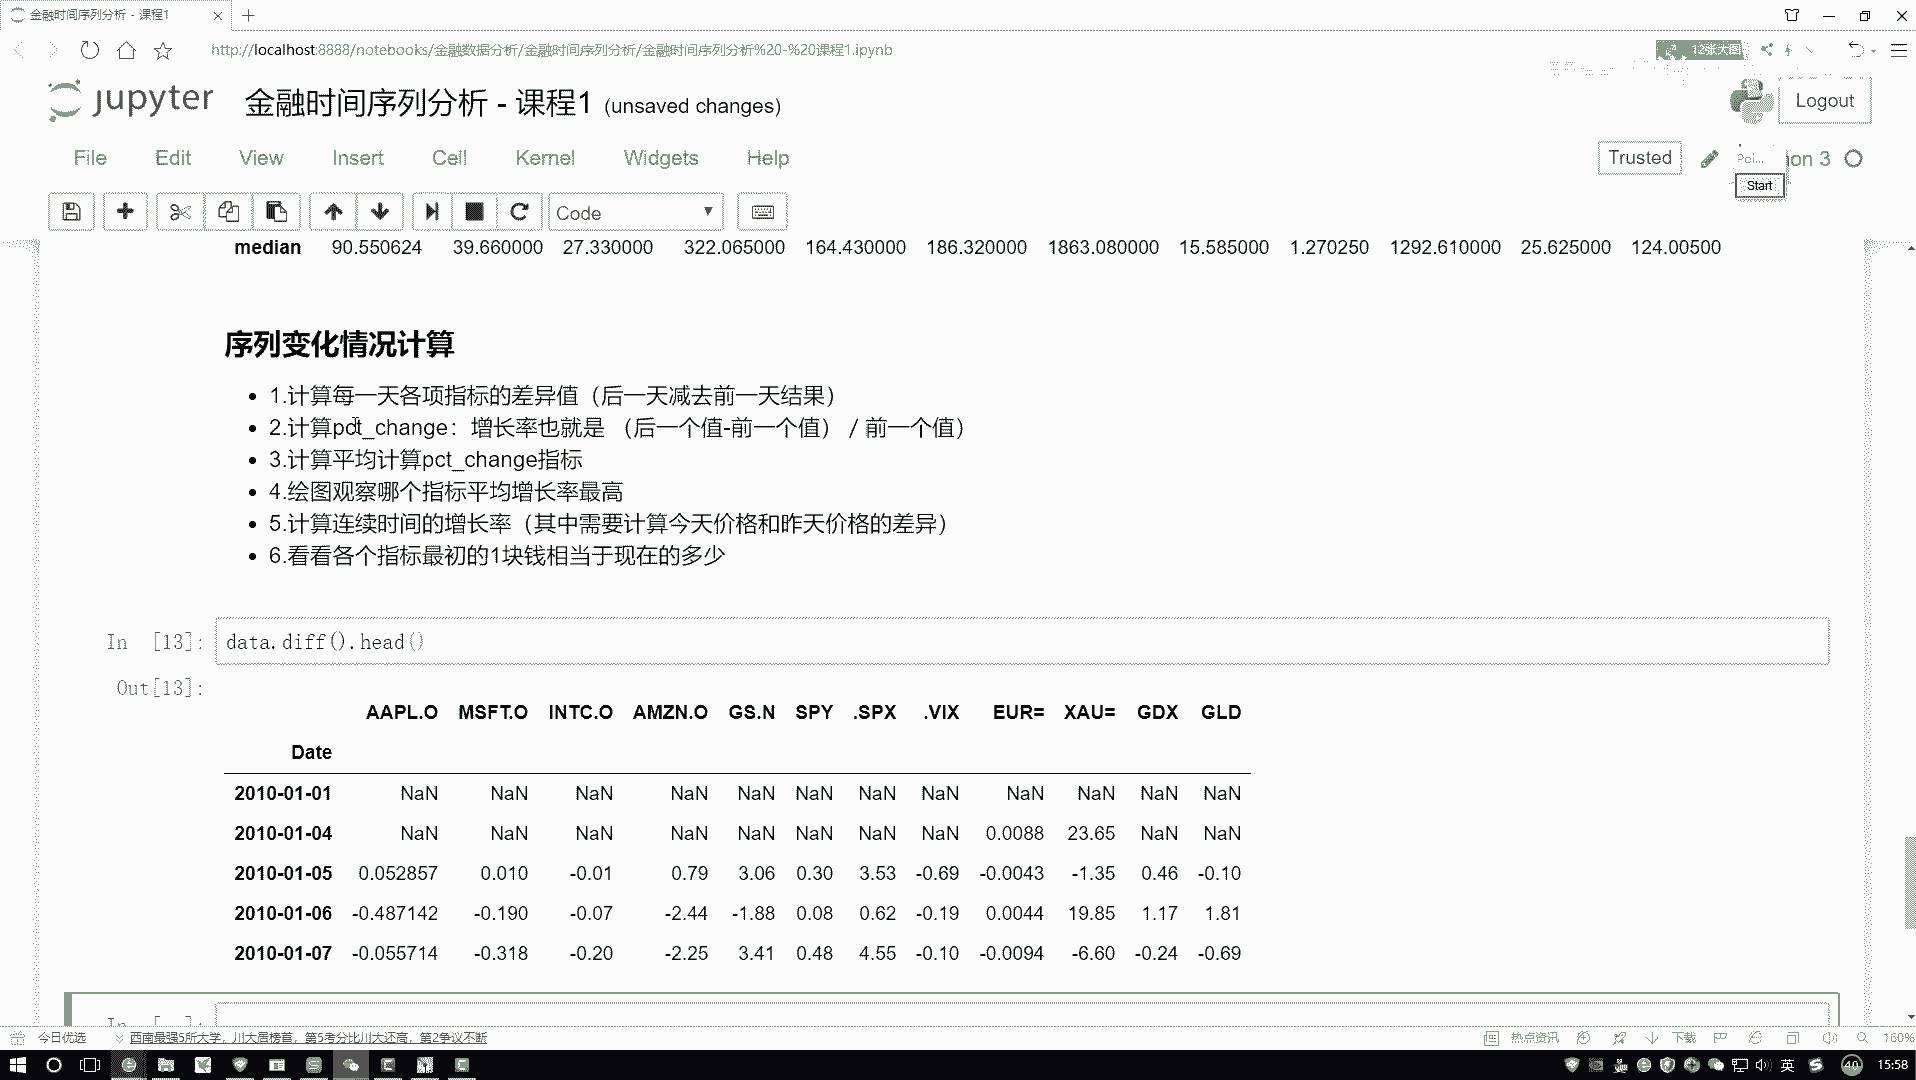 金融时间序列分析 - 课程1
http://localhost:8888/notebooks/金融数据分析/金融时间序列分析/金融时间序列分析%20-%20课程1.ipynb
12张大图
jupyter 金融时间序列分析 - 课程1 (unsaved changes)
Logout
File Edit View Insert Cell Kernel Widgets Help
Trusted
Poi...
on 3
Start
Code
median 90.550624 39.660000 27.330000 322.065000 164.430000 186.320000 1863.080000 15.585000 1.270250 1292.610000 25.625000 124.00500
序列变化情况计算
1.计算每一天各项指标的差异值（后一天减去前一天结果）
2.计算pct_change：增长率也就是 （后一个值-前一个值） / 前一个值）
3.计算平均计算pct_change指标
4.绘图观察哪个指标平均增长率最高
5.计算连续时间的增长率（其中需要计算今天价格和昨天价格的差异）
6.看看各个指标最初的1块钱相当于现在的多少
In [13]: data.diff().head()
Out[13]:
AAPL.O MSFT.O INTC.O AMZN.O GS.N SPY .SPX .VIX EUR= XAU= GDX GLD
Date
2010-01-01 NaN NaN NaN NaN NaN NaN NaN NaN NaN NaN NaN NaN
2010-01-04 NaN NaN NaN NaN NaN NaN NaN NaN 0.0088 23.65 NaN NaN
2010-01-05 0.052857 0.010 -0.01 0.79 3.06 0.30 3.53 -0.69 -0.0043 -1.35 0.46 -0.10
2010-01-06 -0.487142 -0.190 -0.07 -2.44 -1.88 0.08 0.62 -0.19 0.0044 19.85 1.17 1.81
2010-01-07 -0.055714 -0.318 -0.20 -2.25 3.41 0.48 4.55 -0.10 -0.0094 -6.60 -0.24 -0.69
In [ ]:
今日优选 西南最强5所大学，川大居榜首，第5考分比川大还高，第2争议不断
热点资讯 下载 160%
英 40 15:58